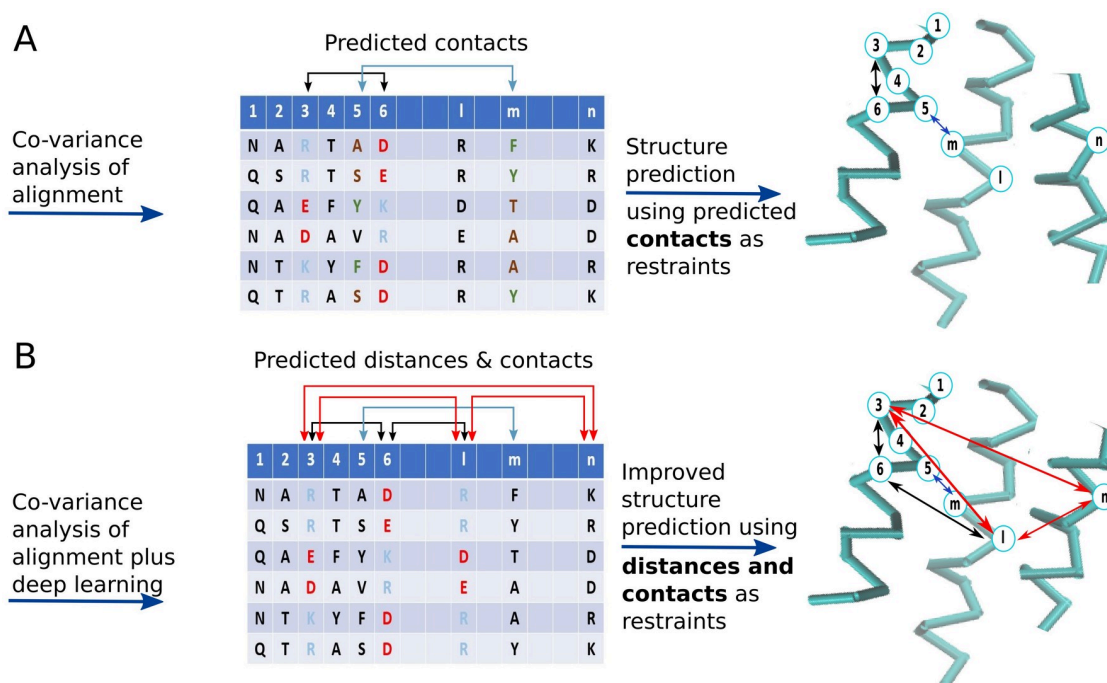 A
Predicted contacts
Co-variance
analysis of
alignment
1 2 3 4 5 6 l m n
N A R T A D R F K
Q S R T S E R Y R
Q A E F Y K D T D
N A D A V R E A D
N T K Y F D R A R
Q T R A S D R Y K
Structure
prediction
using predicted
contacts as
restraints
1
3
2
4
6
5
m
n
l
B
Predicted distances & contacts
Co-variance
analysis of
alignment plus
deep learning
1 2 3 4 5 6 l m n
N A R T A D R F K
Q S R T S E R Y R
Q A E F Y K D T D
N A D A V R E A D
N T K Y F D R A R
Q T R A S D R Y K
Improved
structure
prediction using
distances and
contacts as
restraints
1
3
2
4
6
5
m
n
l